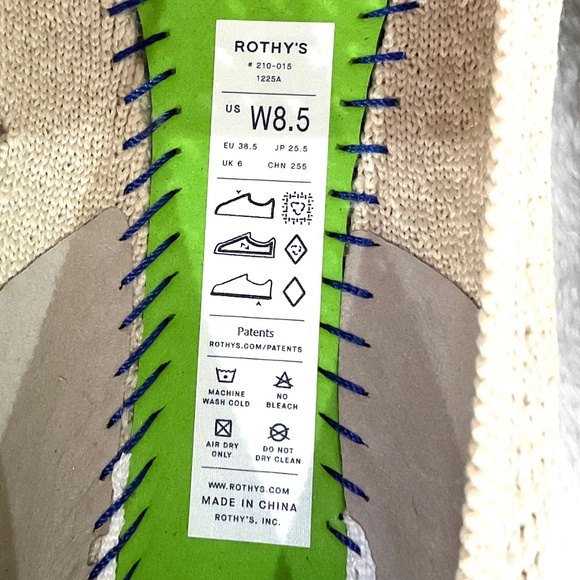 ROTHY'S
# 210-015
1225A
US W8.5
EU 38.5 JP 25.5
UK 6 CHN 255
Patents
ROTHYS.COM/PATENTS
MACHINE WASH COLD
NO BLEACH
AIR DRY ONLY
DO NOT DRY CLEAN
WWW.ROTHYS.COM
MADE IN CHINA
ROTHY'S, INC.